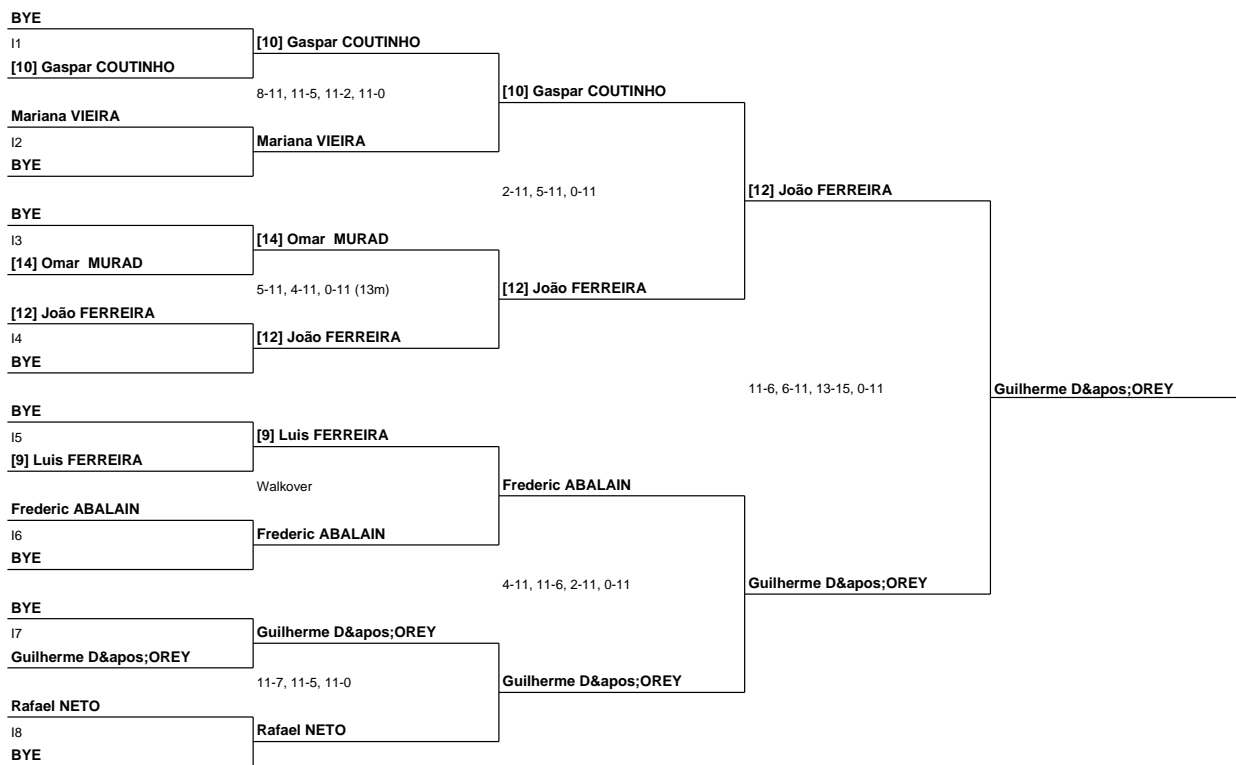 BYE
I1
[10] Gaspar COUTINHO
[10] Gaspar COUTINHO
8-11, 11-5, 11-2, 11-0
[10] Gaspar COUTINHO
Mariana VIEIRA
I2
Mariana VIEIRA
BYE
2-11, 5-11, 0-11
[12] João FERREIRA
BYE
I3
[14] Omar  MURAD
[14] Omar  MURAD
5-11, 4-11, 0-11 (13m)
[12] João FERREIRA
[12] João FERREIRA
I4
[12] João FERREIRA
BYE
11-6, 6-11, 13-15, 0-11
Guilherme D&apos;OREY
BYE
I5
[9] Luis FERREIRA
[9] Luis FERREIRA
Walkover
Frederic ABALAIN
Frederic ABALAIN
I6
Frederic ABALAIN
BYE
4-11, 11-6, 2-11, 0-11
Guilherme D&apos;OREY
BYE
I7
Guilherme D&apos;OREY
Guilherme D&apos;OREY
11-7, 11-5, 11-0
Guilherme D&apos;OREY
Rafael NETO
I8
Rafael NETO
BYE